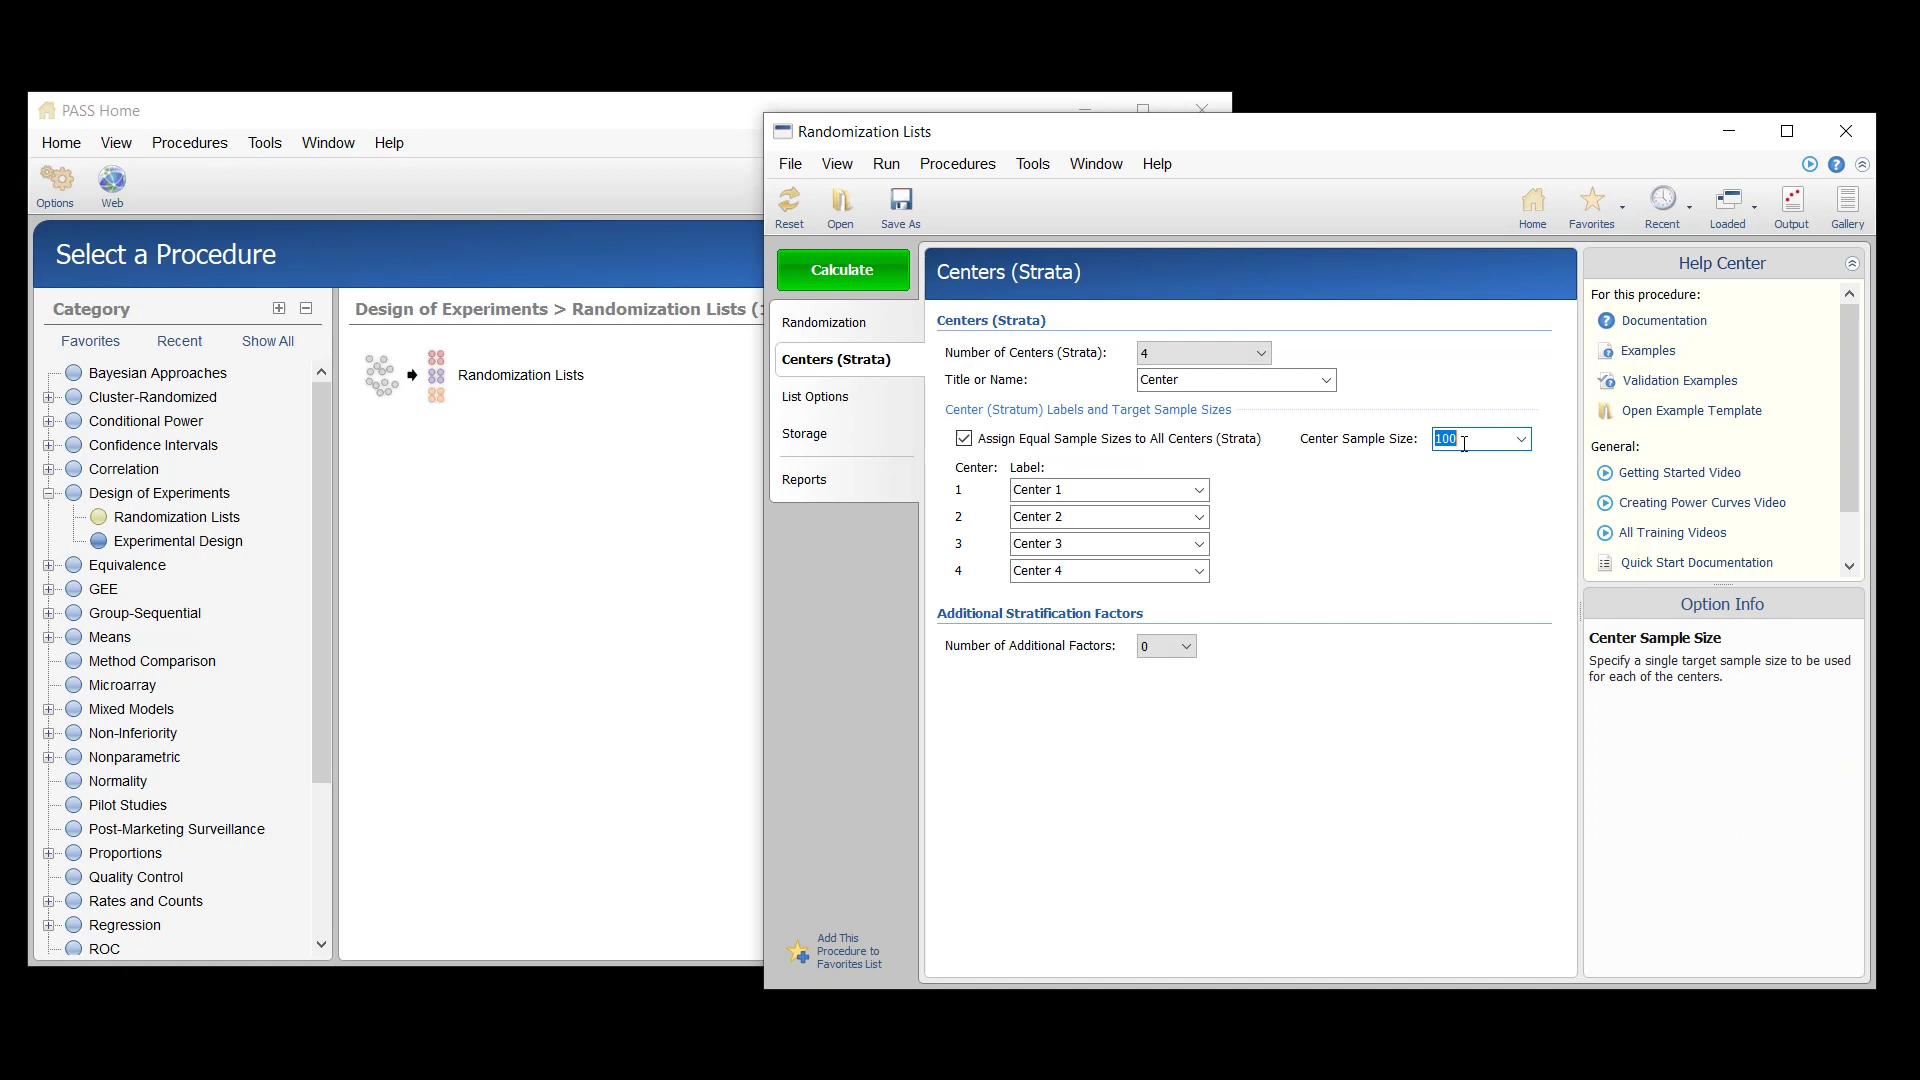 PASS Home
Home View Procedures Tools Window Help
Options Web
Select a Procedure
Category
Favorites Recent Show All
Bayesian Approaches
Cluster-Randomized
Conditional Power
Confidence Intervals
Correlation
Design of Experiments
Randomization Lists
Experimental Design
Equivalence
GEE
Group-Sequential
Means
Method Comparison
Microarray
Mixed Models
Non-Inferiority
Nonparametric
Normality
Pilot Studies
Post-Marketing Surveillance
Proportions
Quality Control
Rates and Counts
Regression
ROC
Design of Experiments > Randomization Lists (
Randomization Lists
Randomization Lists
File View Run Procedures Tools Window Help
Reset Open Save As Home Favorites Recent Loaded Output Gallery
Calculate
Randomization
Centers (Strata)
List Options
Storage
Reports
Add This
Procedure to
Favorites List
Centers (Strata)
Centers (Strata)
Number of Centers (Strata): 4
Title or Name: Center
Center (Stratum) Labels and Target Sample Sizes
Assign Equal Sample Sizes to All Centers (Strata) Center Sample Size: 100
Center: Label:
1 Center 1
2 Center 2
3 Center 3
4 Center 4
Additional Stratification Factors
Number of Additional Factors: 0
Help Center
For this procedure:
Documentation
Examples
Validation Examples
Open Example Template
General:
Getting Started Video
Creating Power Curves Video
All Training Videos
Quick Start Documentation
Option Info
Center Sample Size
Specify a single target sample size to be used
for each of the centers.